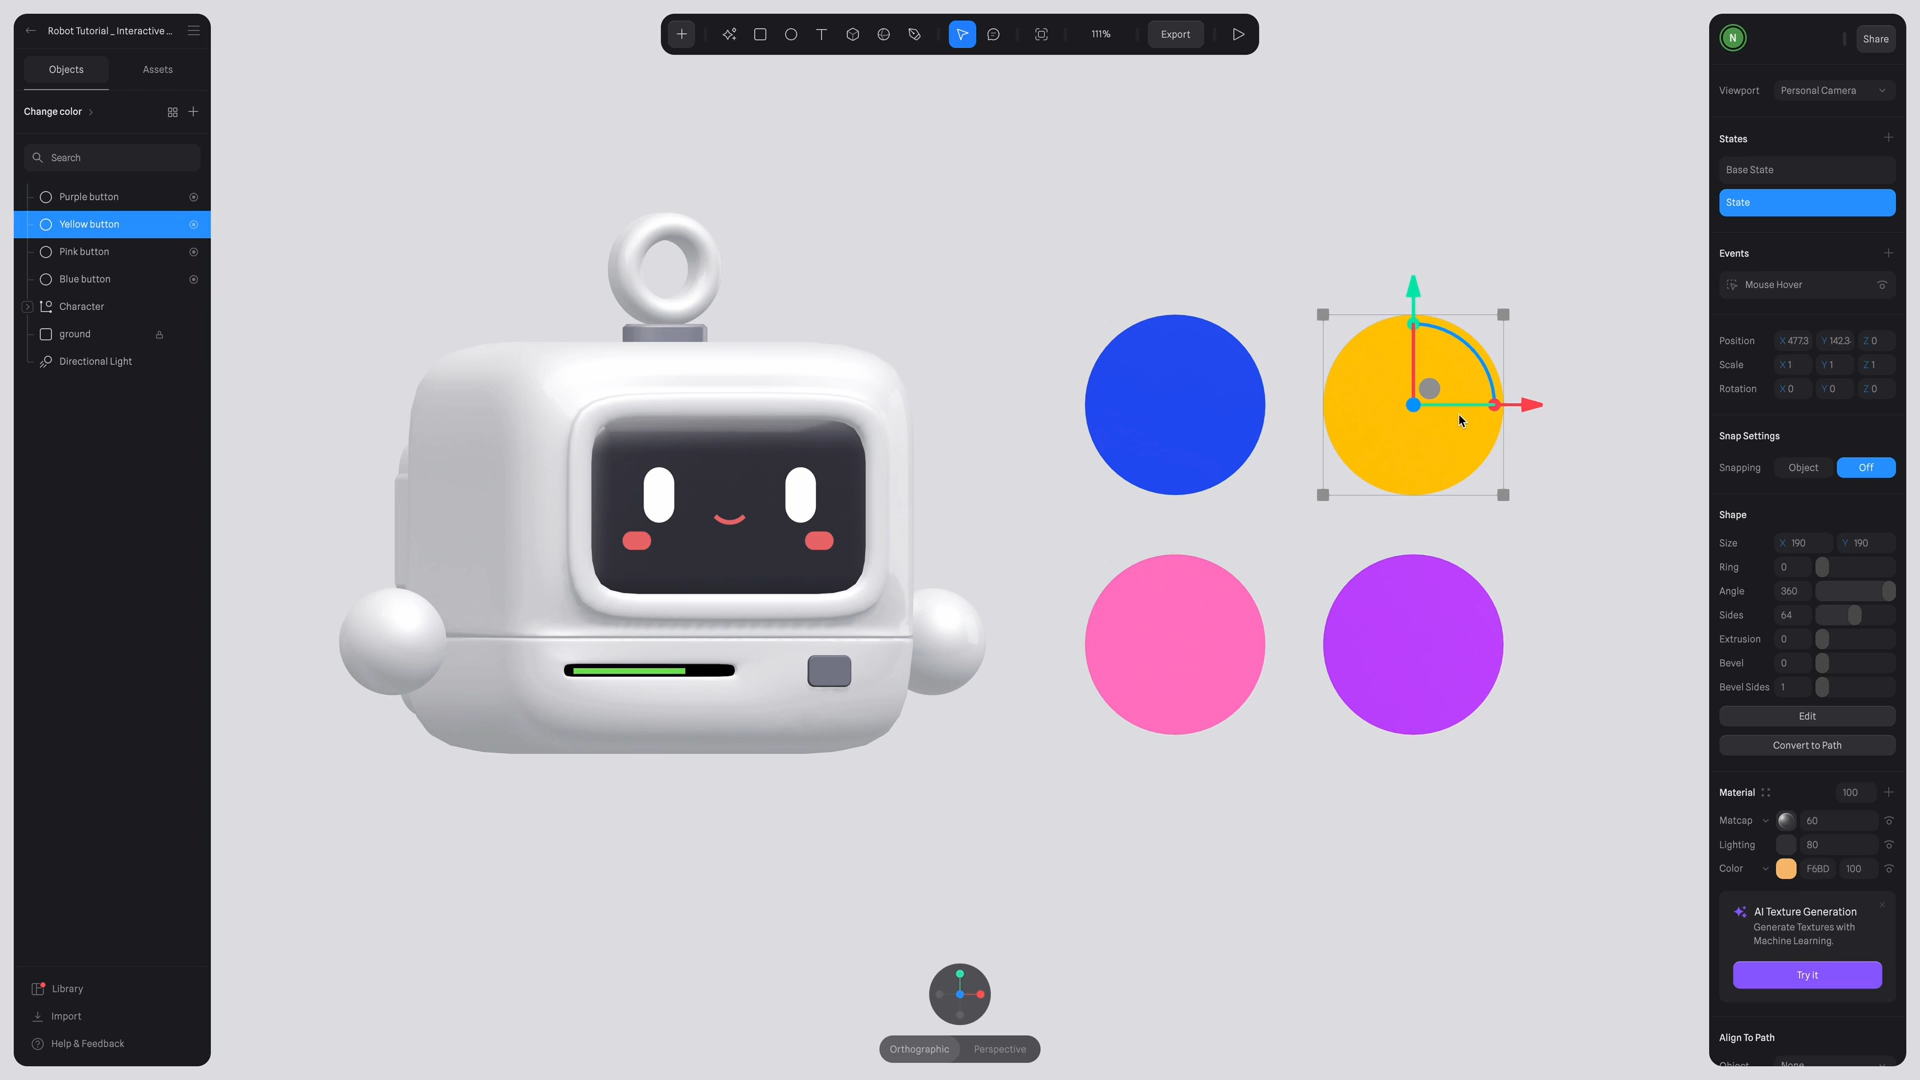 Robot Tutorial _ Interactive ...
Objects
Assets
Change color
Search
Purple button
Yellow button
Pink button
Blue button
Character
ground
Directional Light
Library
Import
Help & Feedback
111%
Export
Orthographic
Perspective
N
Share
Viewport
Personal Camera
States
Base State
State
Events
Mouse Hover
Position X 477.3 Y 142.3 Z 0
Scale X 1 Y 1 Z 1
Rotation X 0 Y 0 Z 0
Snap Settings
Snapping Object Off
Shape
Size X 190 Y 190
Ring 0
Angle 360
Sides 64
Extrusion 0
Bevel 0
Bevel Sides 1
Edit
Convert to Path
Material 100
Matcap 60
Lighting 80
Color F6BD 100
AI Texture Generation
Generate Textures with
Machine Learning.
Try it
Align To Path
Object None